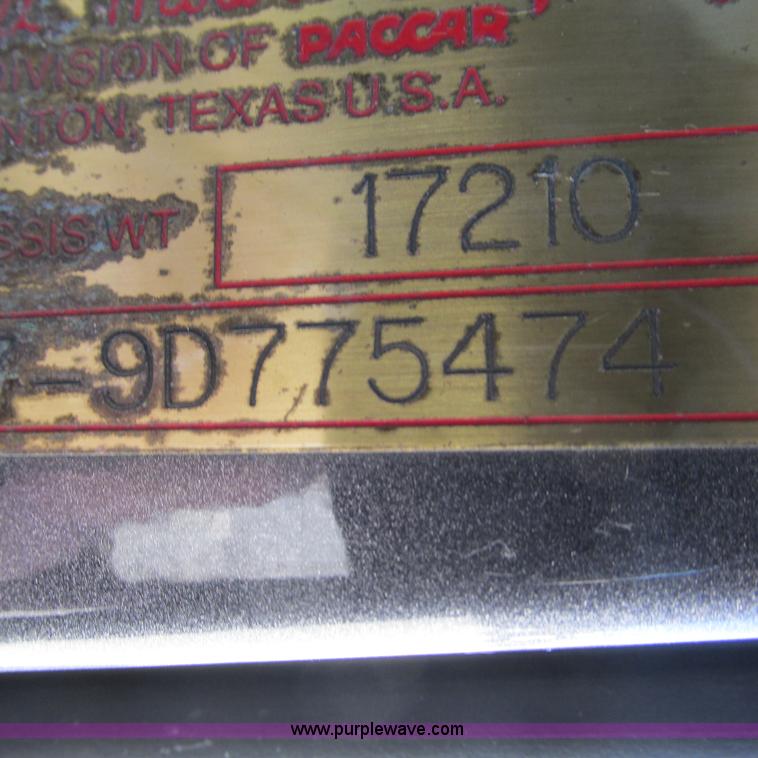 DIVISION OF PACCAR
NTON, TEXAS U.S.A.
SSIS WT 17210
-9D775474
www.purplewave.com